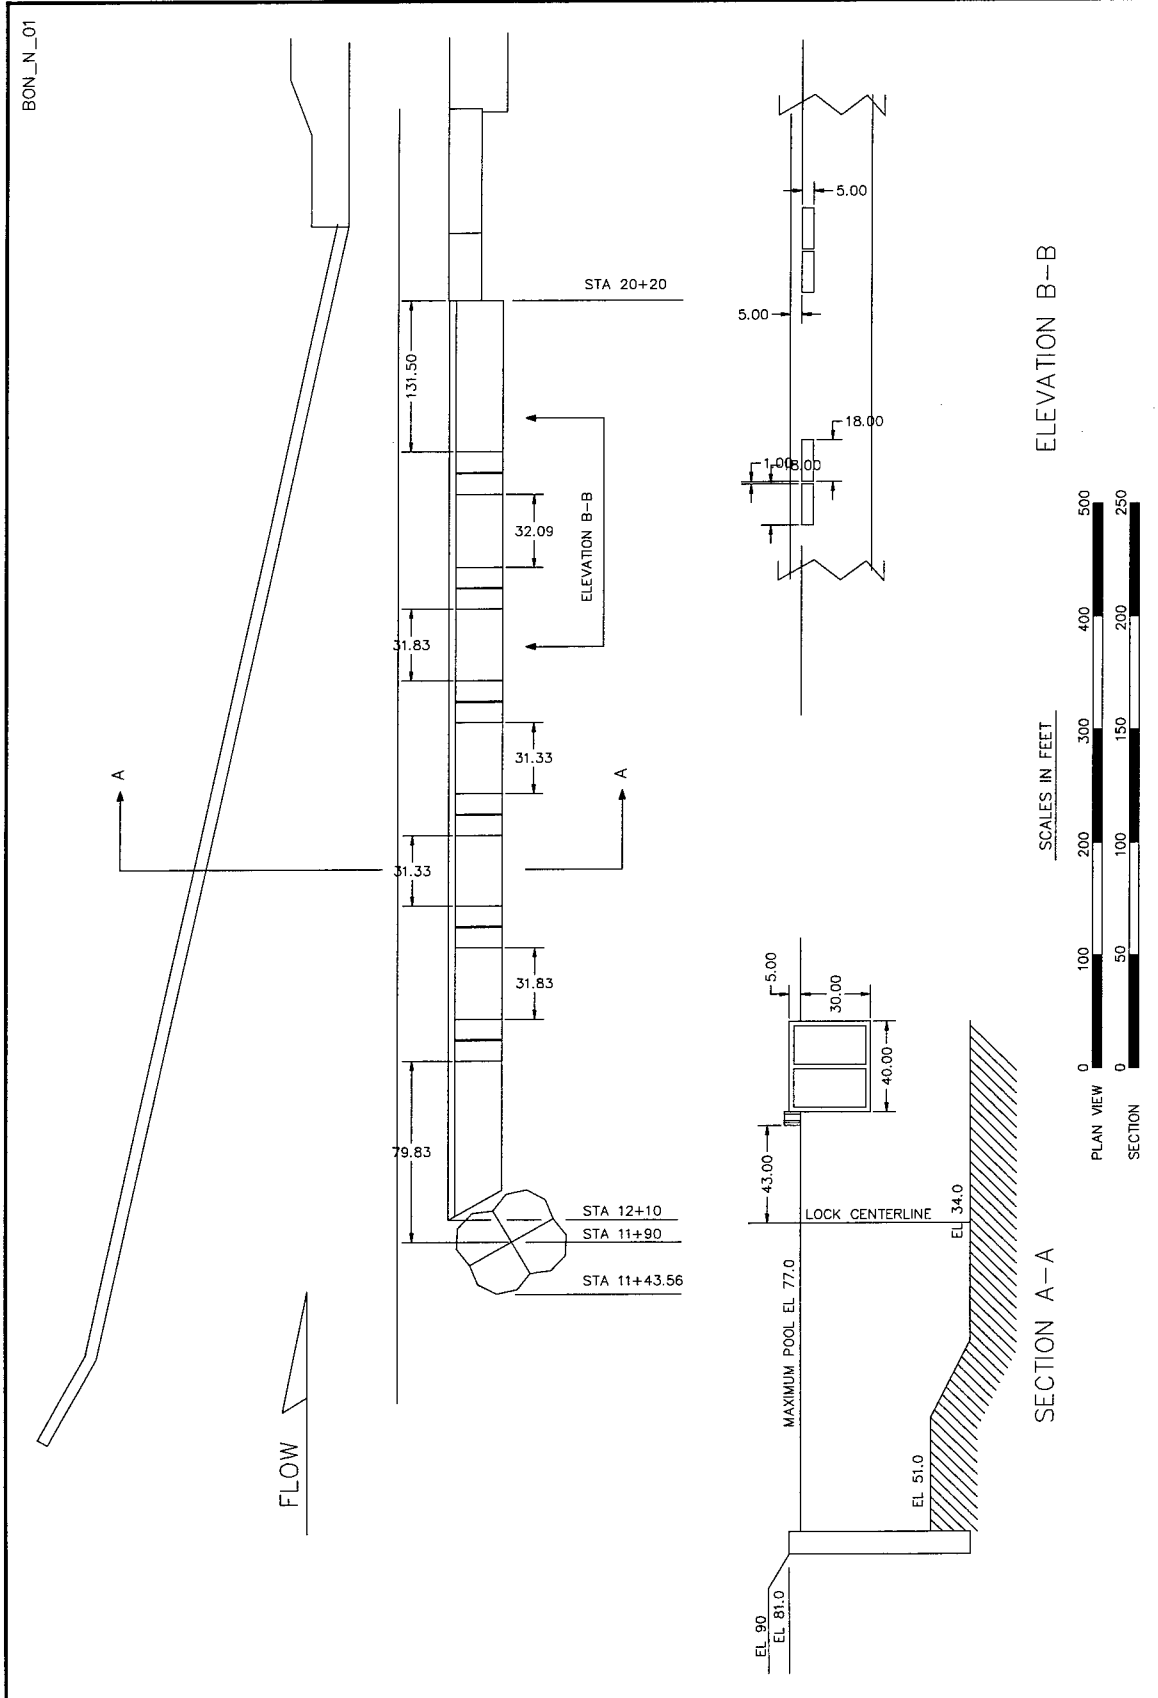 BON_N_01
FLOW
A
A
79.83
31.83
31.33
31.33
31.83
32.09
131.50
STA 11+43.56
STA 11+90
STA 12+10
STA 20+20
ELEVATION B-B
EL 90
EL 81.0
EL 51.0
MAXIMUM POOL EL 77.0
LOCK CENTERLINE
EL 34.0
43.00
5.00
30.00
40.00
SECTION A-A
1.00
18.00
18.00
5.00
5.00
ELEVATION B-B
SCALES IN FEET
PLAN VIEW 0 100 200 300 400 500
SECTION 0 50 100 150 200 250